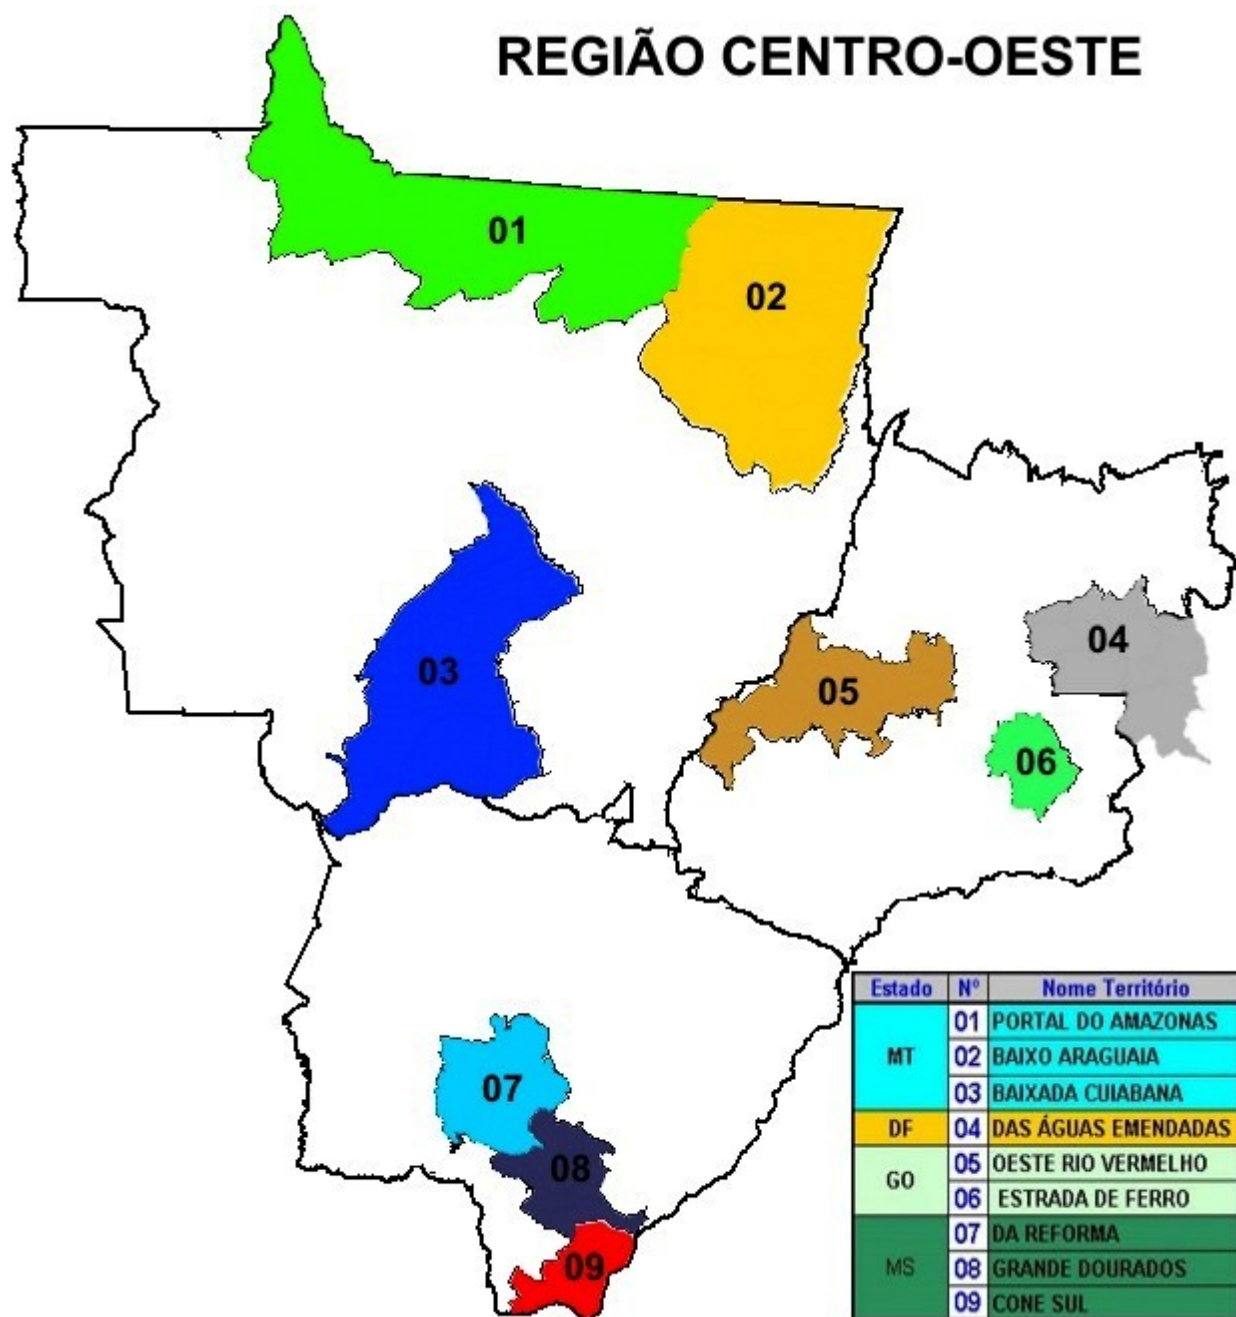 REGIÃO CENTRO-OESTE
01
02
03
04
05
06
07
08
09
Estado Nº Nome Território
MT 01 PORTAL DO AMAZONAS
02 BAIXO ARAGUAIA
03 BAIXADA CUIABANA
DF 04 DAS ÁGUAS EMENDADAS
GO 05 OESTE RIO VERMELHO
06 ESTRADA DE FERRO
MS 07 DA REFORMA
08 GRANDE DOURADOS
09 CONE SUL